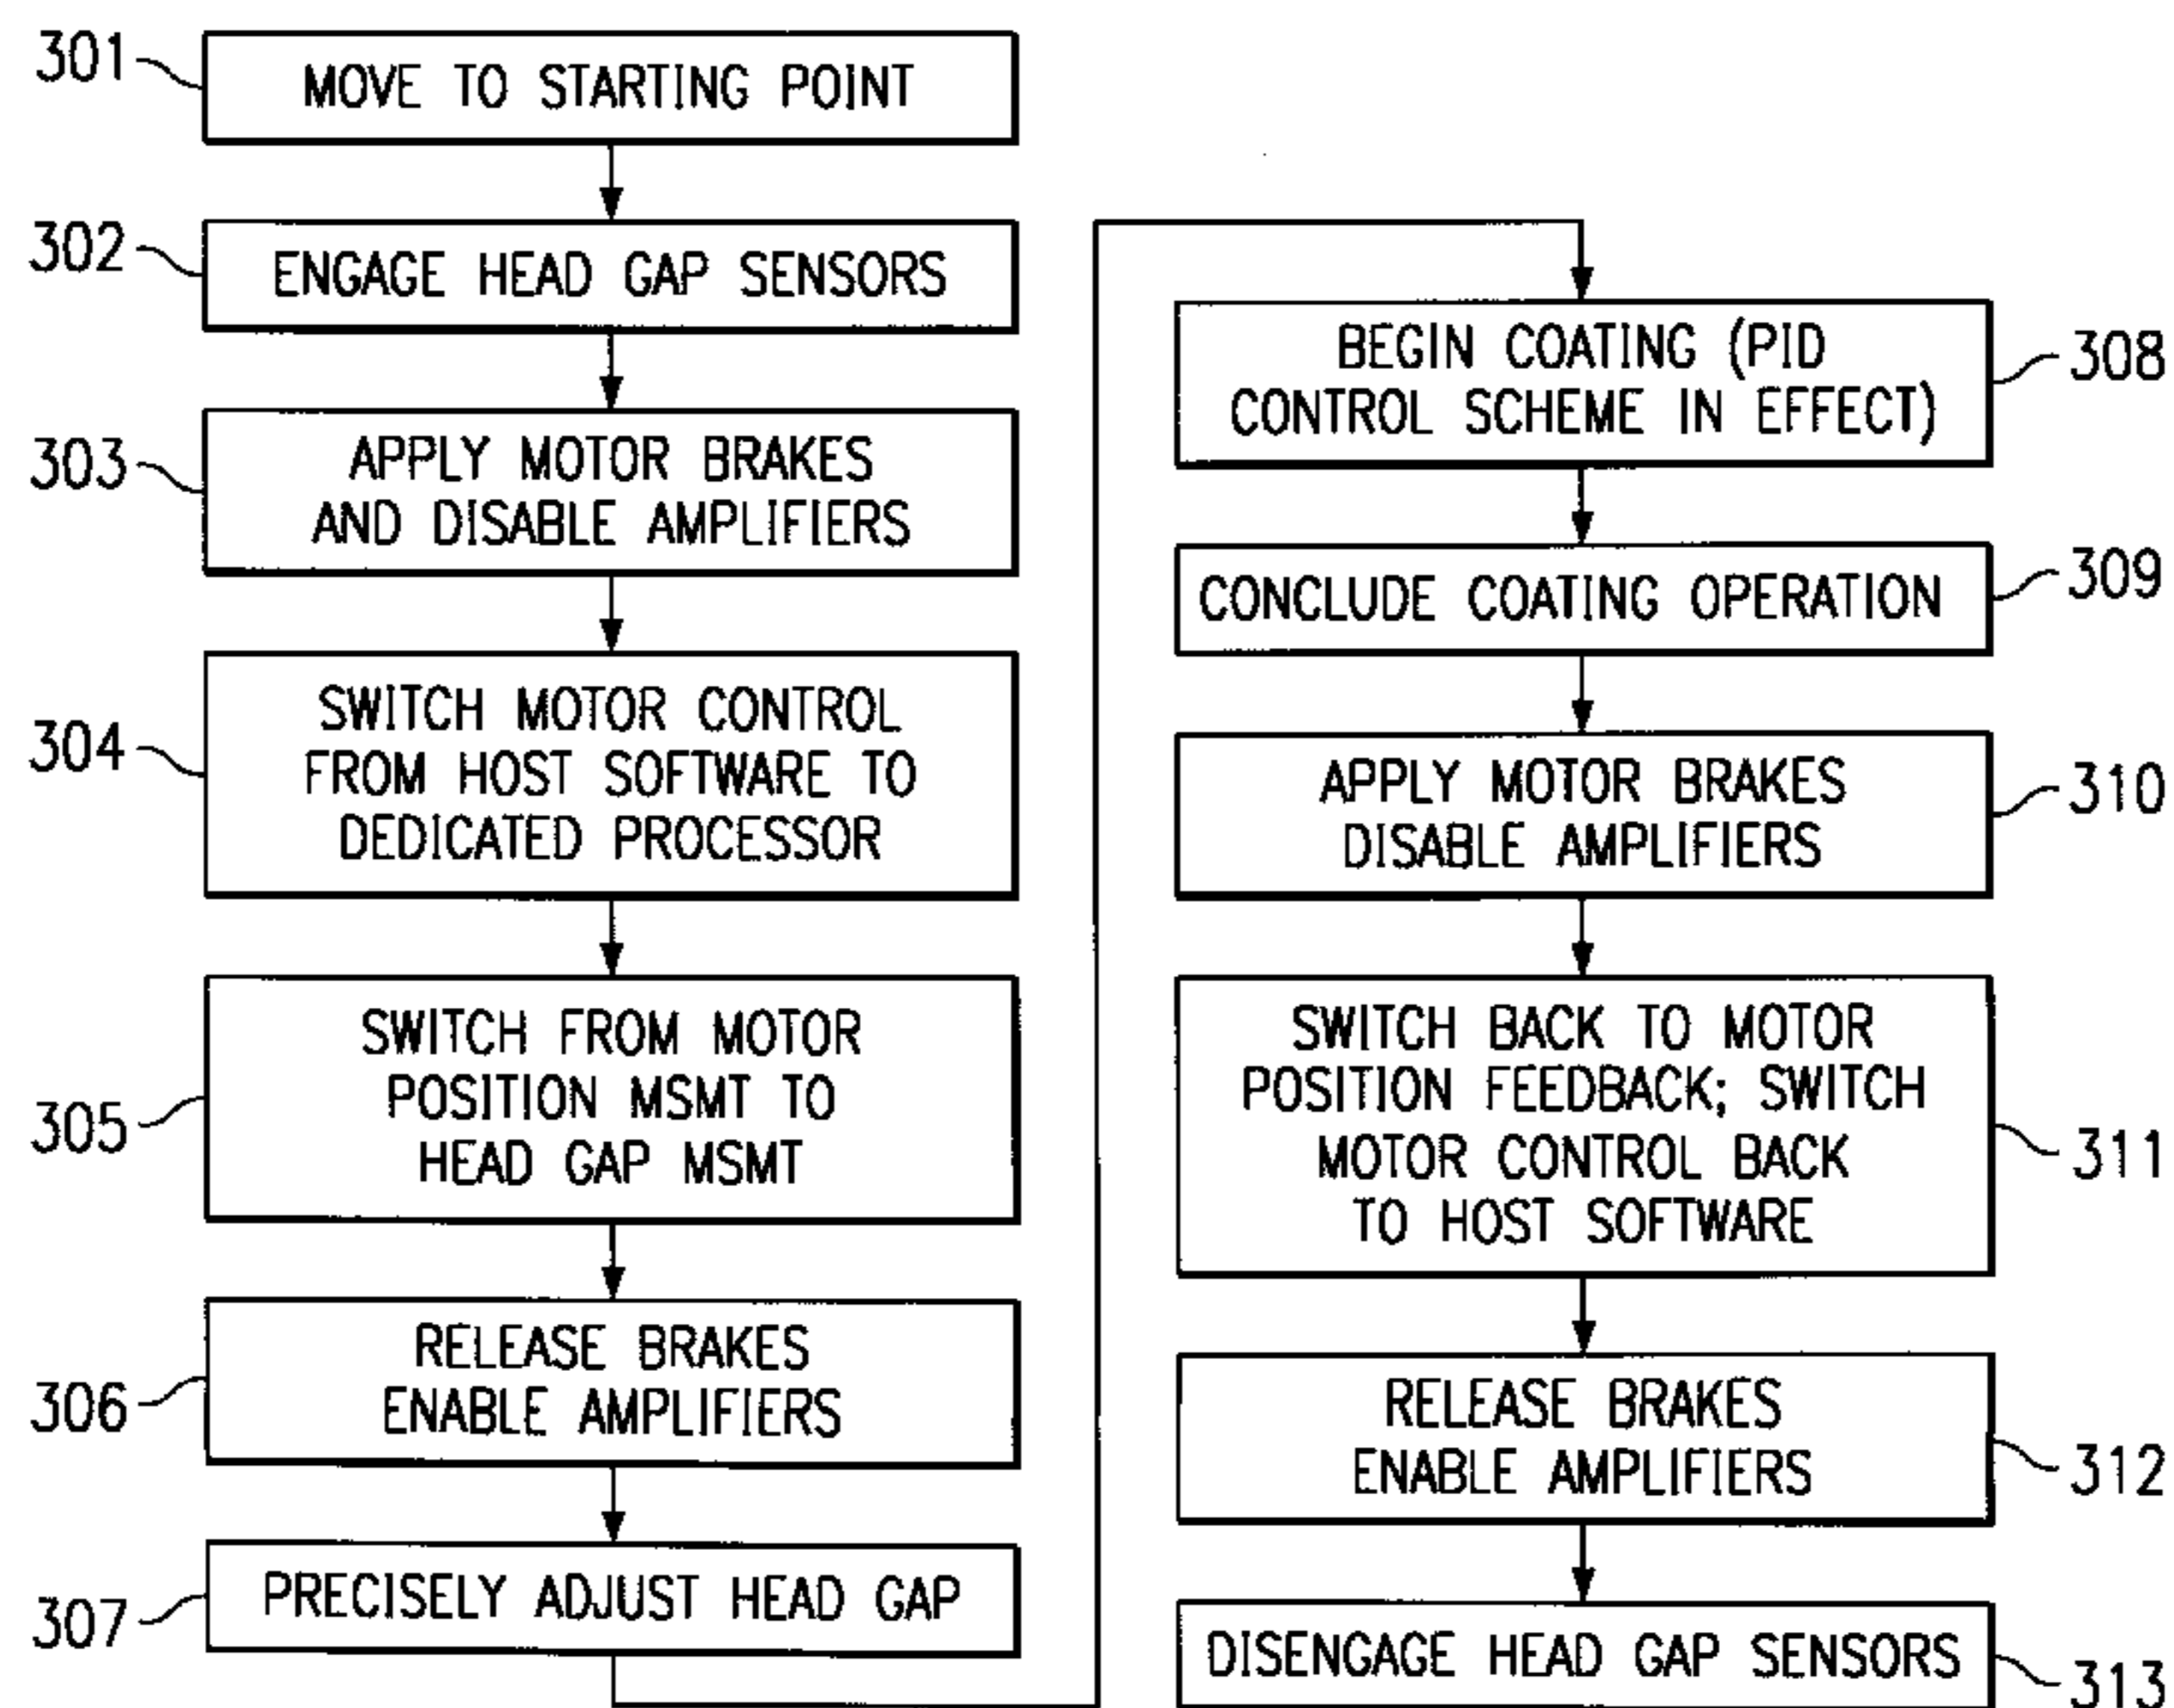 301
MOVE TO STARTING POINT
302
ENGAGE HEAD GAP SENSORS
303
APPLY MOTOR BRAKES
AND DISABLE AMPLIFIERS
304
SWITCH MOTOR CONTROL
FROM HOST SOFTWARE TO
DEDICATED PROCESSOR
305
SWITCH FROM MOTOR
POSITION MSMT TO
HEAD GAP MSMT
306
RELEASE BRAKES
ENABLE AMPLIFIERS
307
PRECISELY ADJUST HEAD GAP
BEGIN COATING (PID
CONTROL SCHEME IN EFFECT)
308
CONCLUDE COATING OPERATION
309
APPLY MOTOR BRAKES
DISABLE AMPLIFIERS
310
SWITCH BACK TO MOTOR
POSITION FEEDBACK; SWITCH
MOTOR CONTROL BACK
TO HOST SOFTWARE
311
RELEASE BRAKES
ENABLE AMPLIFIERS
312
DISENGAGE HEAD GAP SENSORS
313